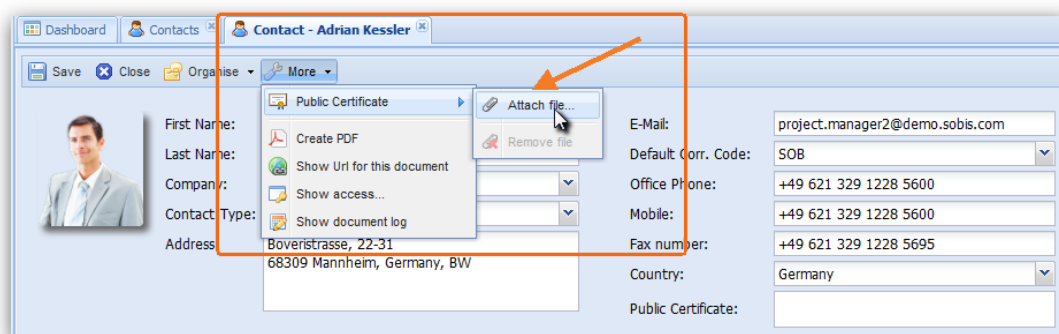 Dashboard Contacts Contact - Adrian Kessler
Save Close Organise More
Public Certificate
Attach file...
Create PDF
Remove file
Show Url for this document
Show access...
Show document log
First Name:
Last Name:
Company:
Contact Type:
Address
Boveristrasse, 22-31
68309 Mannheim, Germany, BW
E-Mail: project.manager2@demo.sobis.com
Default Corr. Code: SOB
Office Phone: +49 621 329 1228 5600
Mobile: +49 621 329 1228 5600
Fax number: +49 621 329 1228 5695
Country: Germany
Public Certificate: